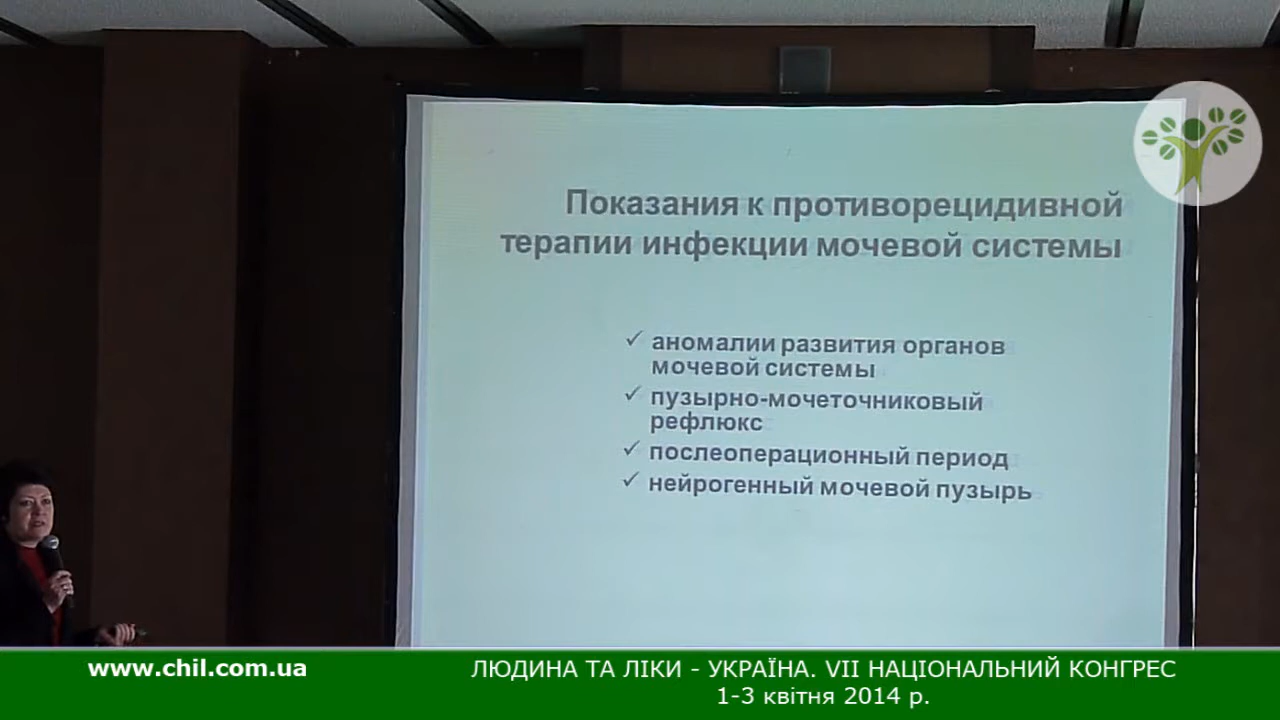 Показания к противорецидивной
терапии инфекции мочевой системы
✓ аномалии развития органов
мочевой системы
✓ пузырно-мочеточниковый
рефлюкс
✓ послеоперационный период
✓ нейрогенный мочевой пузырь
www.chil.com.ua
ЛЮДИНА ТА ЛІКИ - УКРАЇНА. VII НАЦІОНАЛЬНИЙ КОНГРЕС
1-3 квітня 2014 р.